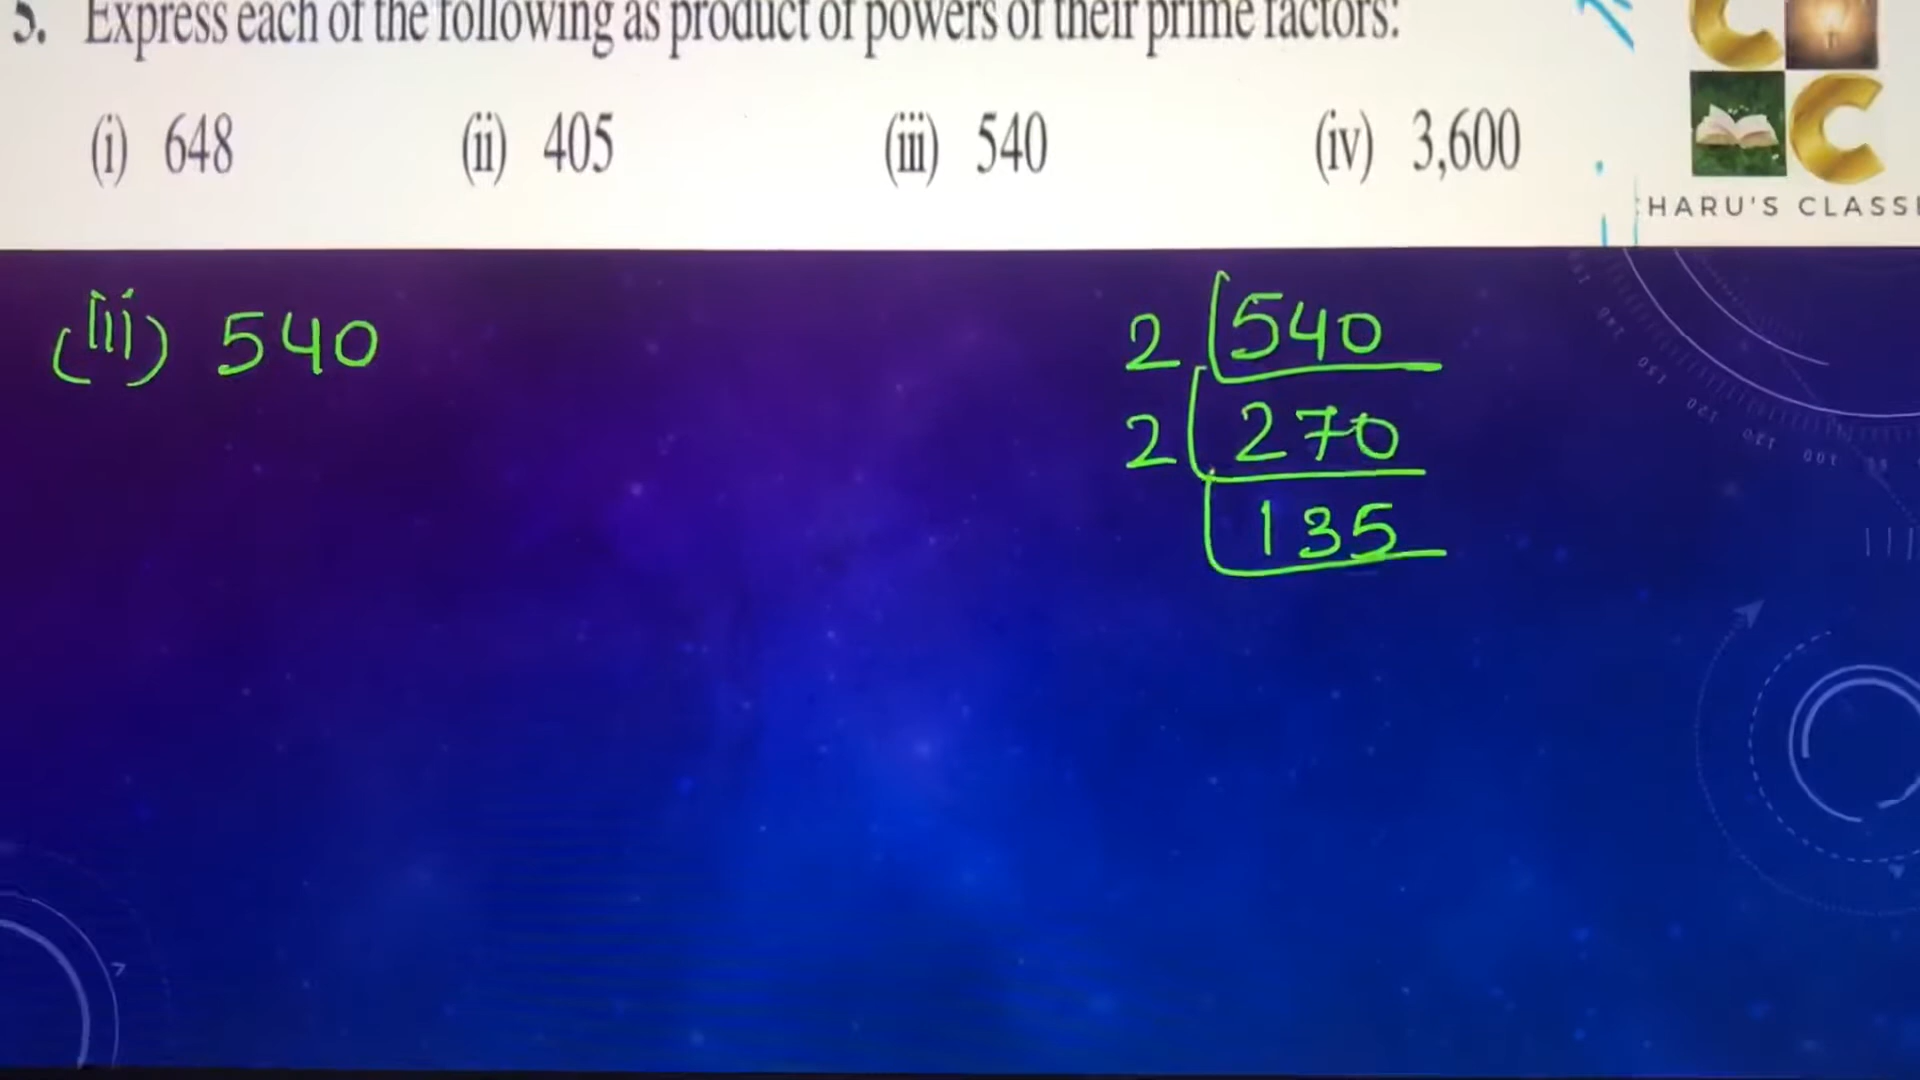 5. Express each of the following as product of powers of their prime factors:
(i) 648 (ii) 405 (iii) 540 (iv) 3,600
C
C
HARU'S CLASS
(iii) 540
2 540
2 270
135